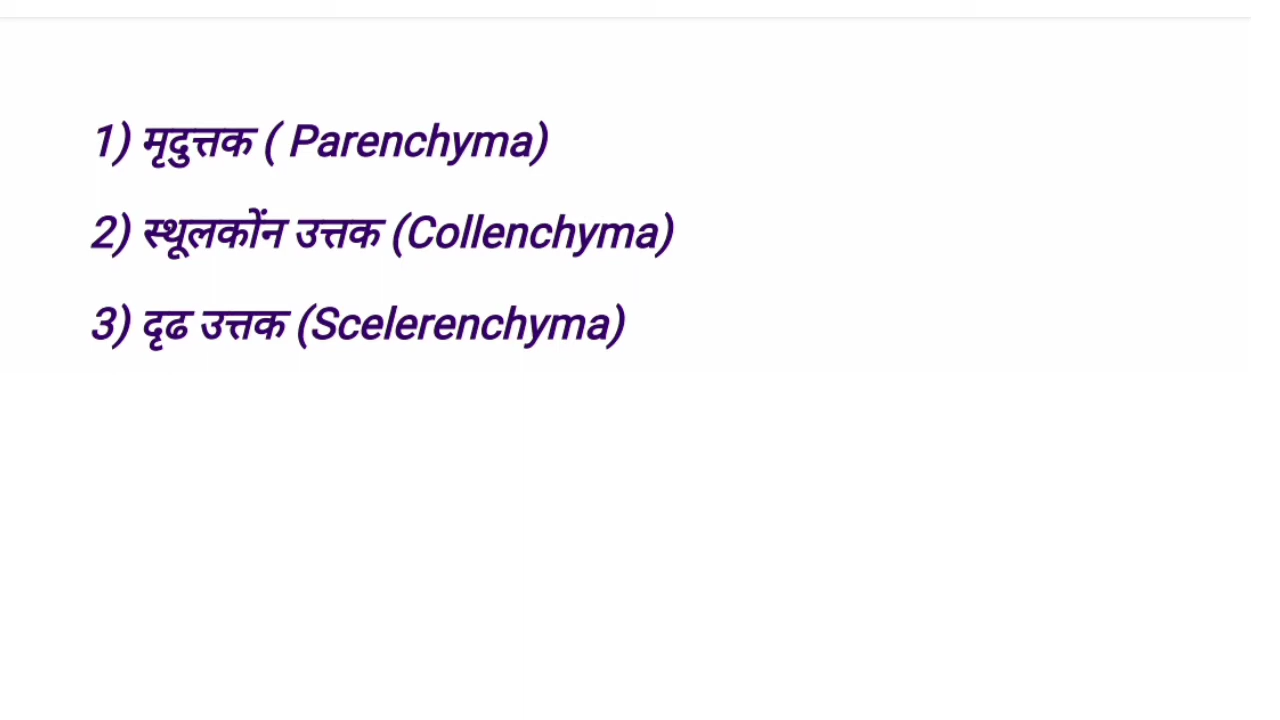 1) मृदुत्तक ( Parenchyma)
2) स्थूलकोंन उत्तक (Collenchyma)
3) दृढ उत्तक (Scelerenchyma)